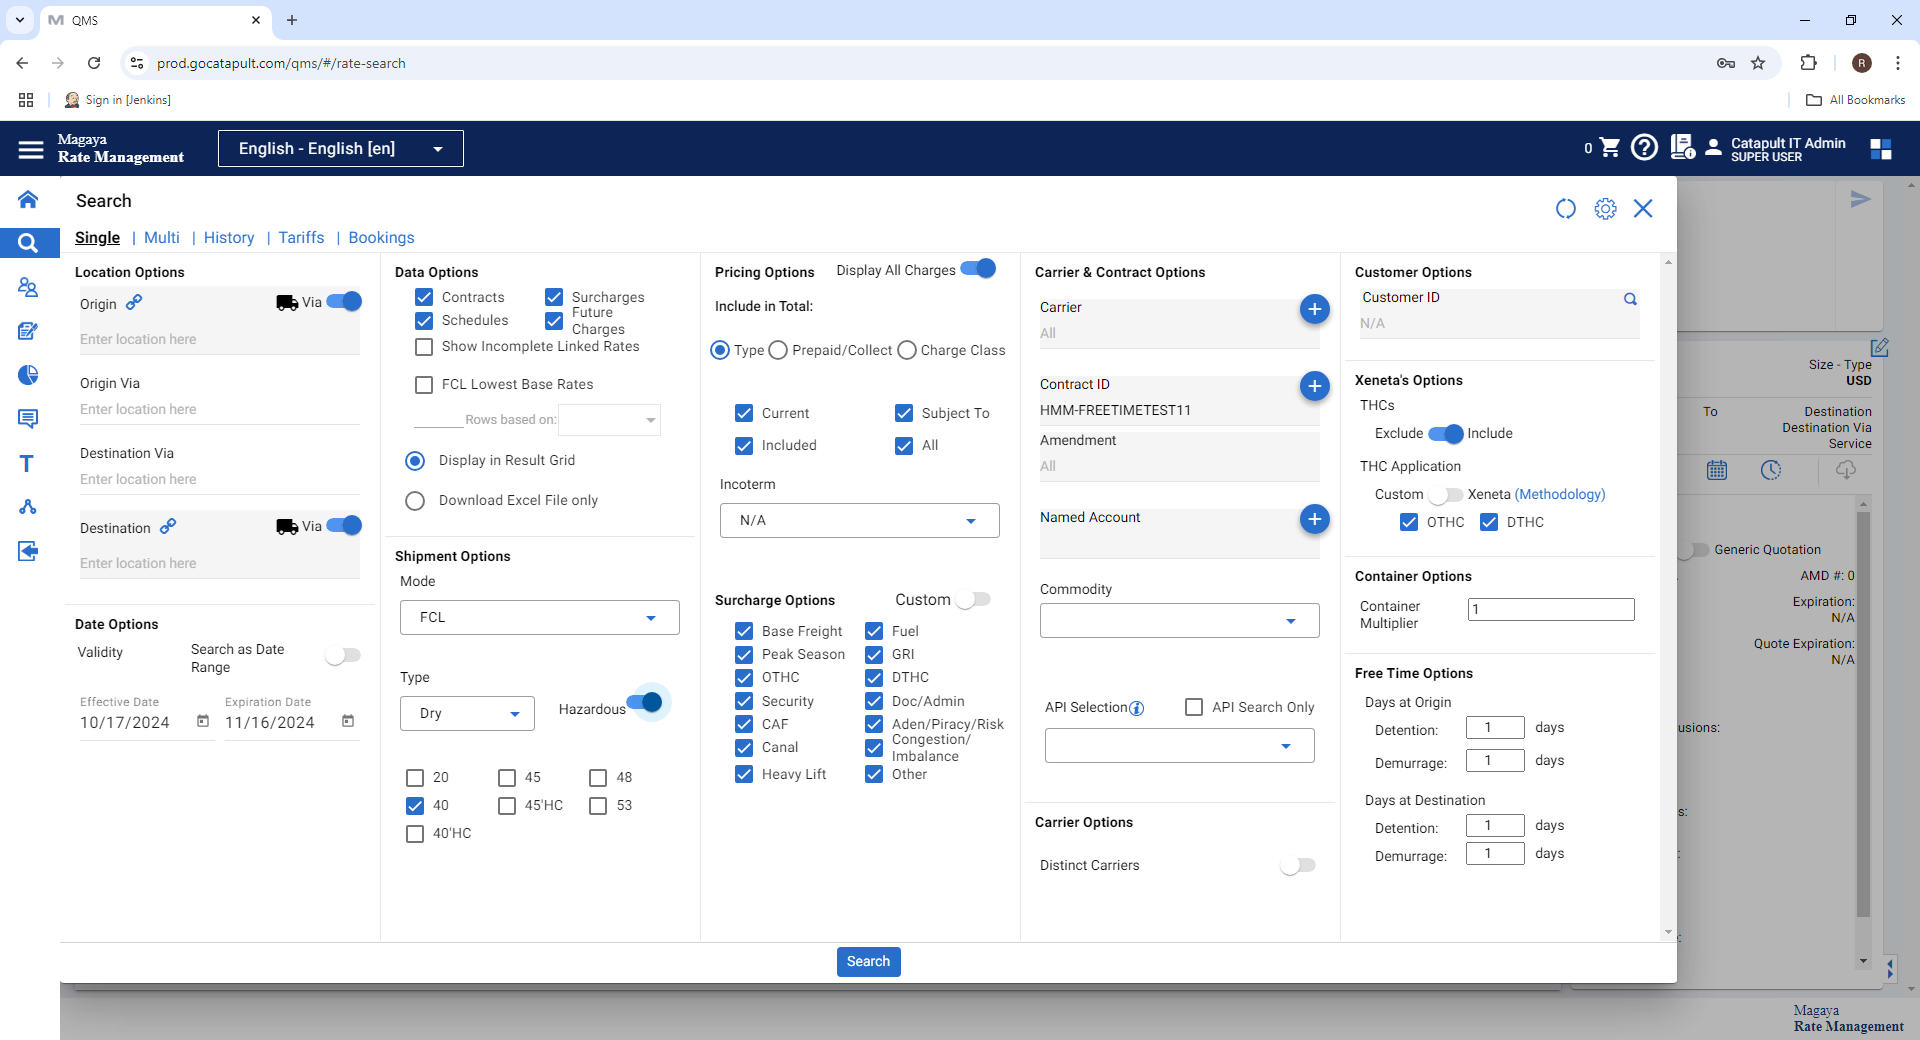 QMS
prod.gocatapult.com/qms/#/rate-search
R
Sign in [Jenkins]
All Bookmarks
Magaya
Rate Management
English - English [en]
0
Catapult IT Admin
SUPER USER
Search
Single | Multi | History | Tariffs | Bookings
Location Options
Origin
Via
Enter location here
Origin Via
Enter location here
Destination Via
Enter location here
Destination
Via
Enter location here
Date Options
Validity
Search as Date
Range
Effective Date
10/17/2024
Expiration Date
11/16/2024
Data Options
Contracts
Surcharges
Schedules
Future
Charges
Show Incomplete Linked Rates
FCL Lowest Base Rates
Rows based on:
Display in Result Grid
Download Excel File only
Shipment Options
Mode
FCL
Type
Dry
Hazardous
20
45
48
40
45'HC
53
40'HC
Pricing Options
Display All Charges
Include in Total:
Type
Prepaid/Collect
Charge Class
Current
Subject To
Included
All
Incoterm
N/A
Surcharge Options
Custom
Base Freight
Fuel
Peak Season
GRI
OTHC
DTHC
Security
Doc/Admin
CAF
Aden/Piracy/Risk
Canal
Congestion/
Imbalance
Heavy Lift
Other
Carrier & Contract Options
Carrier
All
Contract ID
HMM-FREETIMETEST11
Amendment
All
Named Account
Commodity
API Selection
API Search Only
Carrier Options
Distinct Carriers
Customer Options
Customer ID
N/A
Xeneta's Options
THCs
Exclude
Include
THC Application
Custom
Xeneta (Methodology)
OTHC
DTHC
Container Options
Container
Multiplier
1
Free Time Options
Days at Origin
Detention:
1
days
Demurrage:
1
days
Days at Destination
Detention:
1
days
Demurrage:
1
days
Search
Size - Type
USD
To
Destination
Destination Via
Service
Generic Quotation
AMD #: 0
Expiration:
N/A
Quote Expiration:
N/A
usions:
s:
Magaya
Rate Management